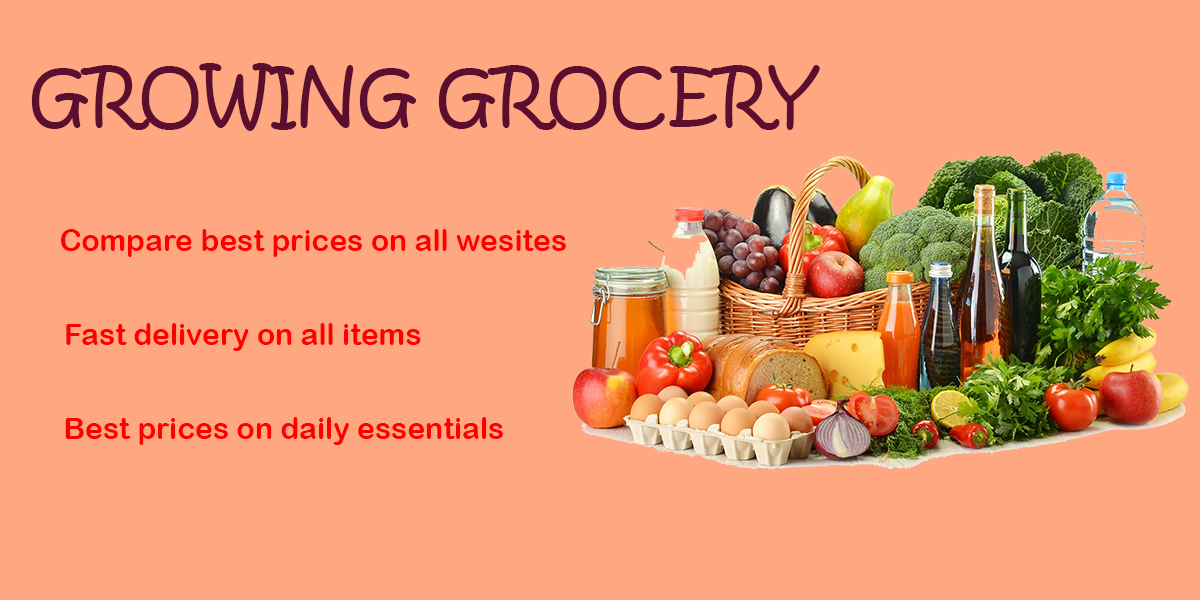 GROWING GROCERY
Compare best prices on all wesites
Fast delivery on all items
Best prices on daily essentials